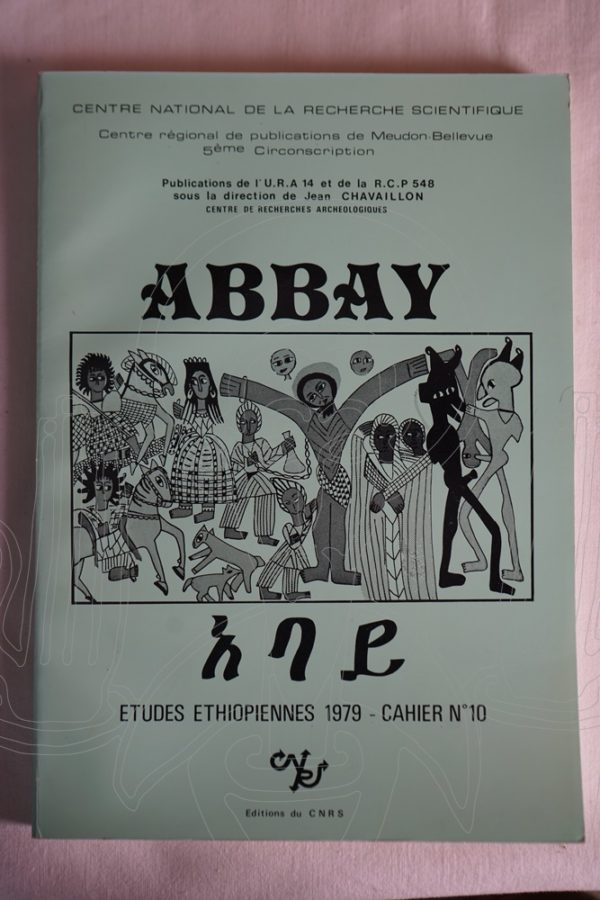 CENTRE NATIONAL DE LA RECHERCHE SCIENTIFIQUE
Centre régional de publications de Meudon-Bellevue
5ème Circonscription
Publications de l'U.R.A 14 et de la R.C.P 548
sous la direction de Jean CHAVAILLON
CENTRE DE RECHERCHES ARCHEOLOGIQUES
ABBAY
አባይ
ETUDES ETHIOPIENNES 1979 - CAHIER N°10
CNRS
Editions du CNRS